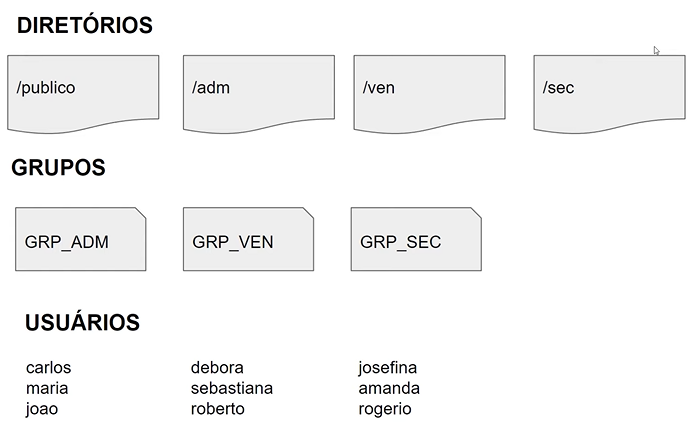 DIRETÓRIOS
/publico
/adm
/ven
/sec
GRUPOS
GRP_ADM
GRP_VEN
GRP_SEC
USUÁRIOS
carlos
maria
joao
debora
sebastiana
roberto
josefina
amanda
rogerio